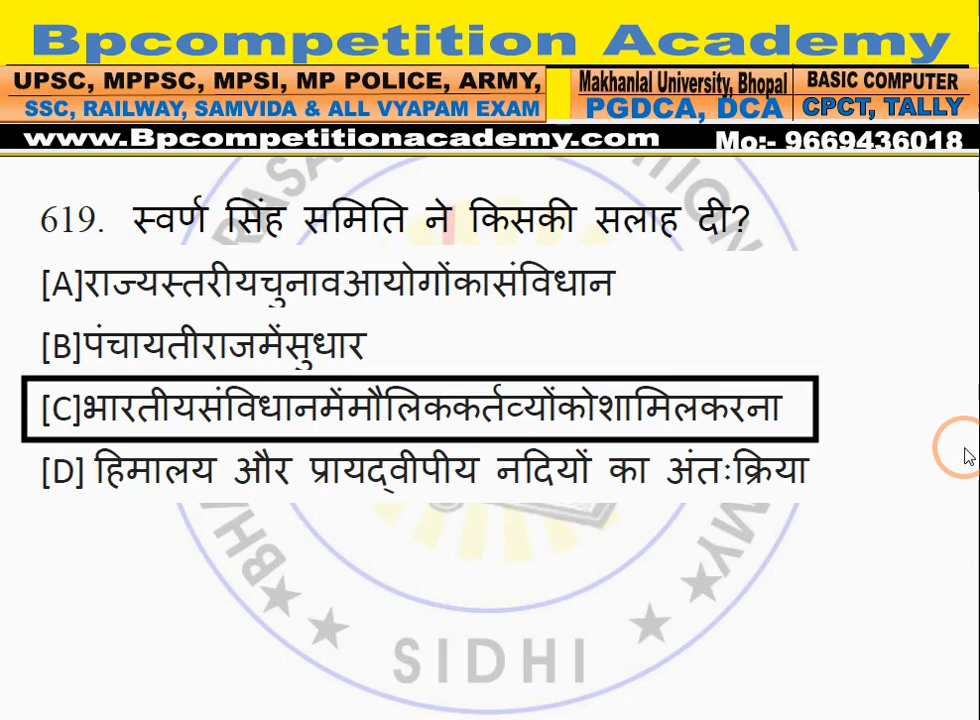 Bpcompetition Academy
UPSC, MPPSC, MPSI, MP POLICE, ARMY,
SSC, RAILWAY, SAMVIDA & ALL VYAPAM EXAM
Makhanlal University, Bhopal
PGDCA, DCA
BASIC COMPUTER
CPCT, TALLY
www.Bpcompetitionacademy.com Mo:- 9669436018
619. स्वर्ण सिंह समिति ने किसकी सलाह दी?
[A]राज्यस्तरीयचुनावआयोगोंकासंविधान
[B]पंचायतीराजमेंसुधार
[C]भारतीयसंविधानमेंमौलिककर्तव्योंकोशामिलकरना
[D] हिमालय और प्रायद्वीपीय नदियों का अंतःक्रिया
SIDHI